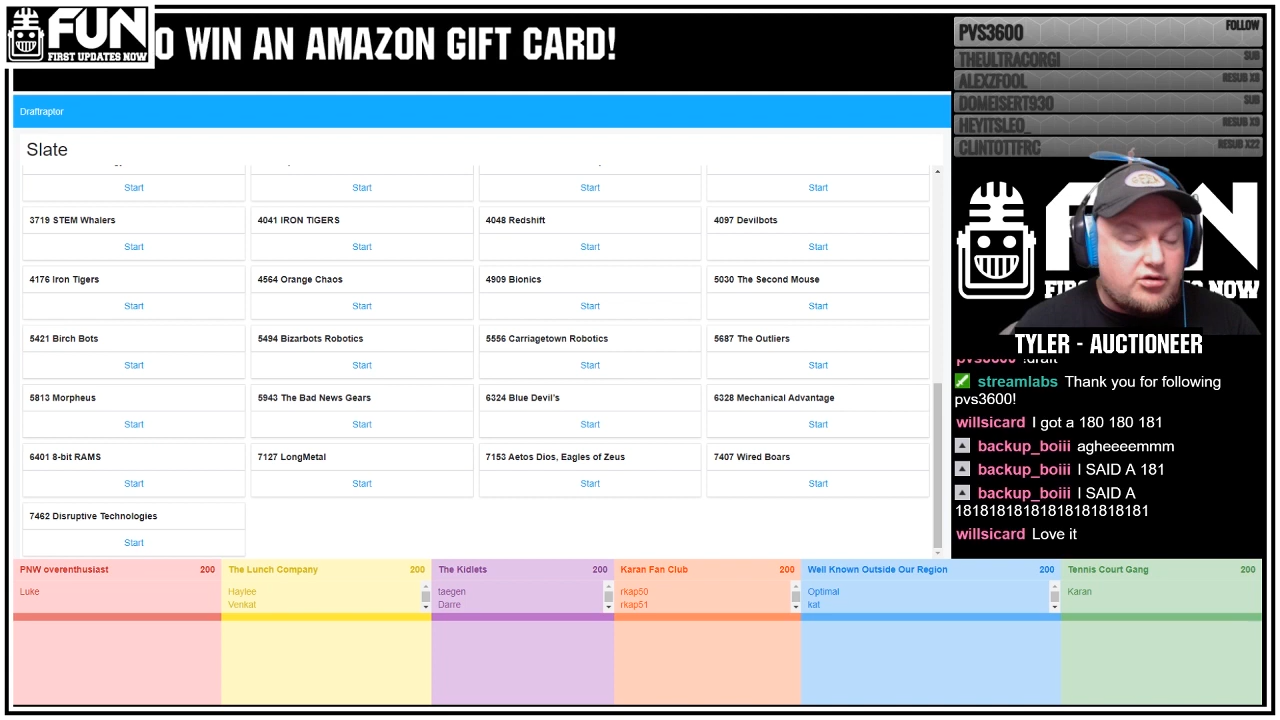 FUN
FIRST UPDATES NOW
O WIN AN AMAZON GIFT CARD!
Draftraptor
Slate
Start Start Start Start
3719 STEM Whalers 4041 IRON TIGERS 4048 Redshift 4097 Devilbots
Start Start Start Start
4176 Iron Tigers 4564 Orange Chaos 4909 Bionics 5030 The Second Mouse
Start Start Start Start
5421 Birch Bots 5494 Bizarbots Robotics 5556 Carriagetown Robotics 5687 The Outliers
Start Start Start Start
5813 Morpheus 5943 The Bad News Gears 6324 Blue Devil's 6328 Mechanical Advantage
Start Start Start Start
6401 8-bit RAMS 7127 LongMetal 7153 Aetos Dios, Eagles of Zeus 7407 Wired Boars
Start Start Start Start
7462 Disruptive Technologies
Start
PNW overenthusiast 200 The Lunch Company 200 The Kidlets 200 Karan Fan Club 200 Well Known Outside Our Region 200 Tennis Court Gang 200
Luke Haylee taegen rkap50 Optimal Karan
Venkat Darre rkap51 kat
PVS3600 FOLLOW
THEULTRACORGI SUB
ALEXZFOOL RESUB X8
DOMEISERT930 SUB
HEYITSLEO_ RESUB X9
CLINTOTTFRC RESUB X22
TYLER - AUCTIONEER
pvs3600 !draft
streamlabs Thank you for following
pvs3600!
willsicard I got a 180 180 181
backup_boiii agheeeemmm
backup_boiii I SAID A 181
backup_boiii I SAID A
181818181818181818181181
willsicard Love it